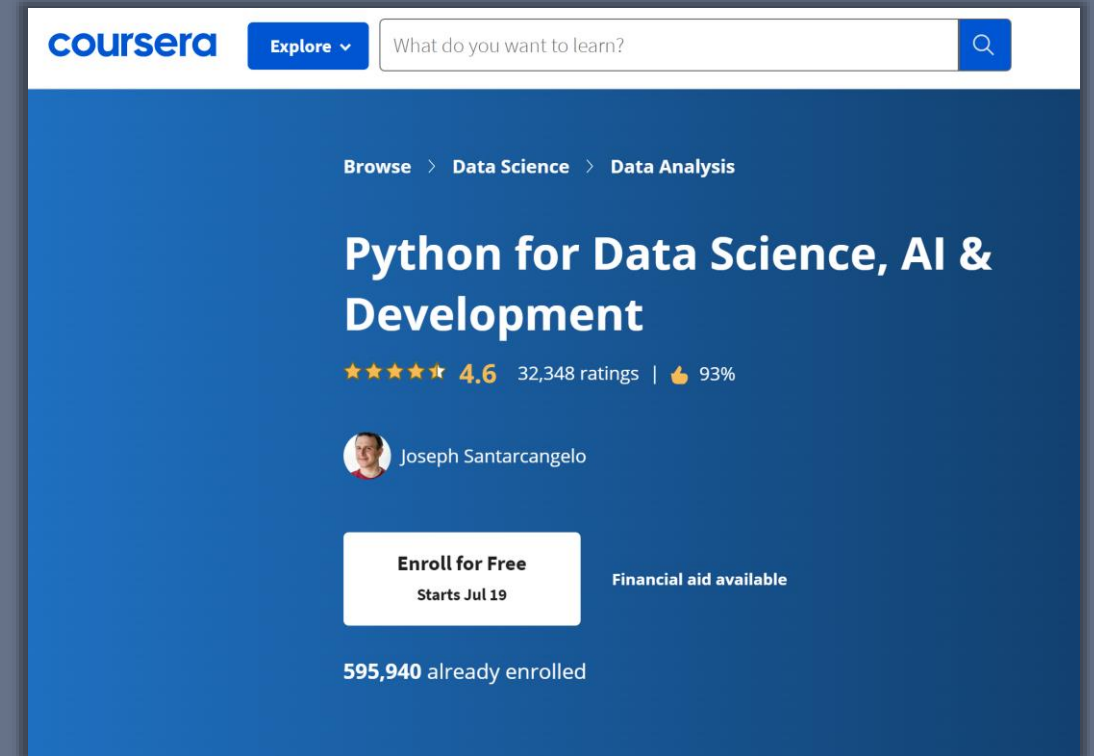 coursera Explore What do you want to learn?
Browse > Data Science > Data Analysis
Python for Data Science, AI &
Development
4.6 32,348 ratings | 93%
Joseph Santarcangelo
Enroll for Free
Starts Jul 19
Financial aid available
595,940 already enrolled